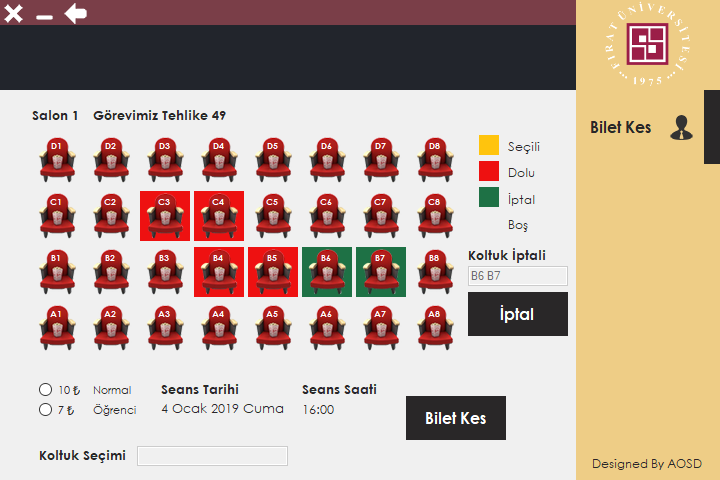 FIRAT ÜNİVERSİTESİ
1975
Salon 1 Görevimiz Tehlike 49
D1 D2 D3 D4 D5 D6 D7 D8
C1 C2 C3 C4 C5 C6 C7 C8
B1 B2 B3 B4 B5 B6 B7 B8
A1 A2 A3 A4 A5 A6 A7 A8
Seçili
Dolu
İptal
Boş
Koltuk İptali
B6 B7
İptal
Bilet Kes
10 ₺ Normal
7 ₺ Öğrenci
Seans Tarihi
4 Ocak 2019 Cuma
Seans Saati
16:00
Bilet Kes
Koltuk Seçimi
Designed By AOSD